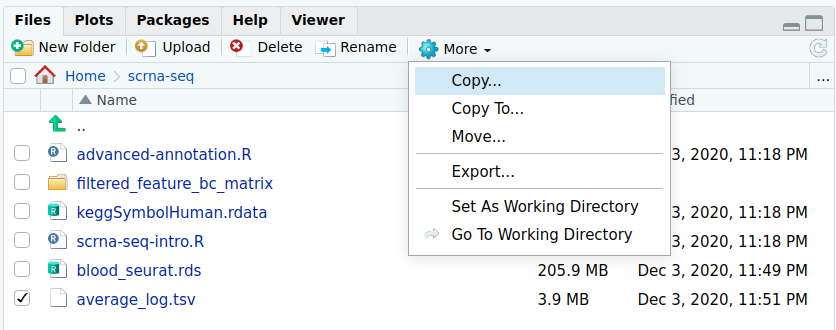 Files Plots Packages Help Viewer
New Folder Upload Delete Rename More
Home scrna-seq ...
Name fied
Copy...
Copy To...
Move...
Export...
Set As Working Directory
Go To Working Directory
..
advanced-annotation.R 3, 2020, 11:18 PM
filtered_feature_bc_matrix
keggSymbolHuman.rdata 3, 2020, 11:18 PM
scrna-seq-intro.R 3, 2020, 11:18 PM
blood_seurat.rds 205.9 MB Dec 3, 2020, 11:49 PM
average_log.tsv 3.9 MB Dec 3, 2020, 11:51 PM